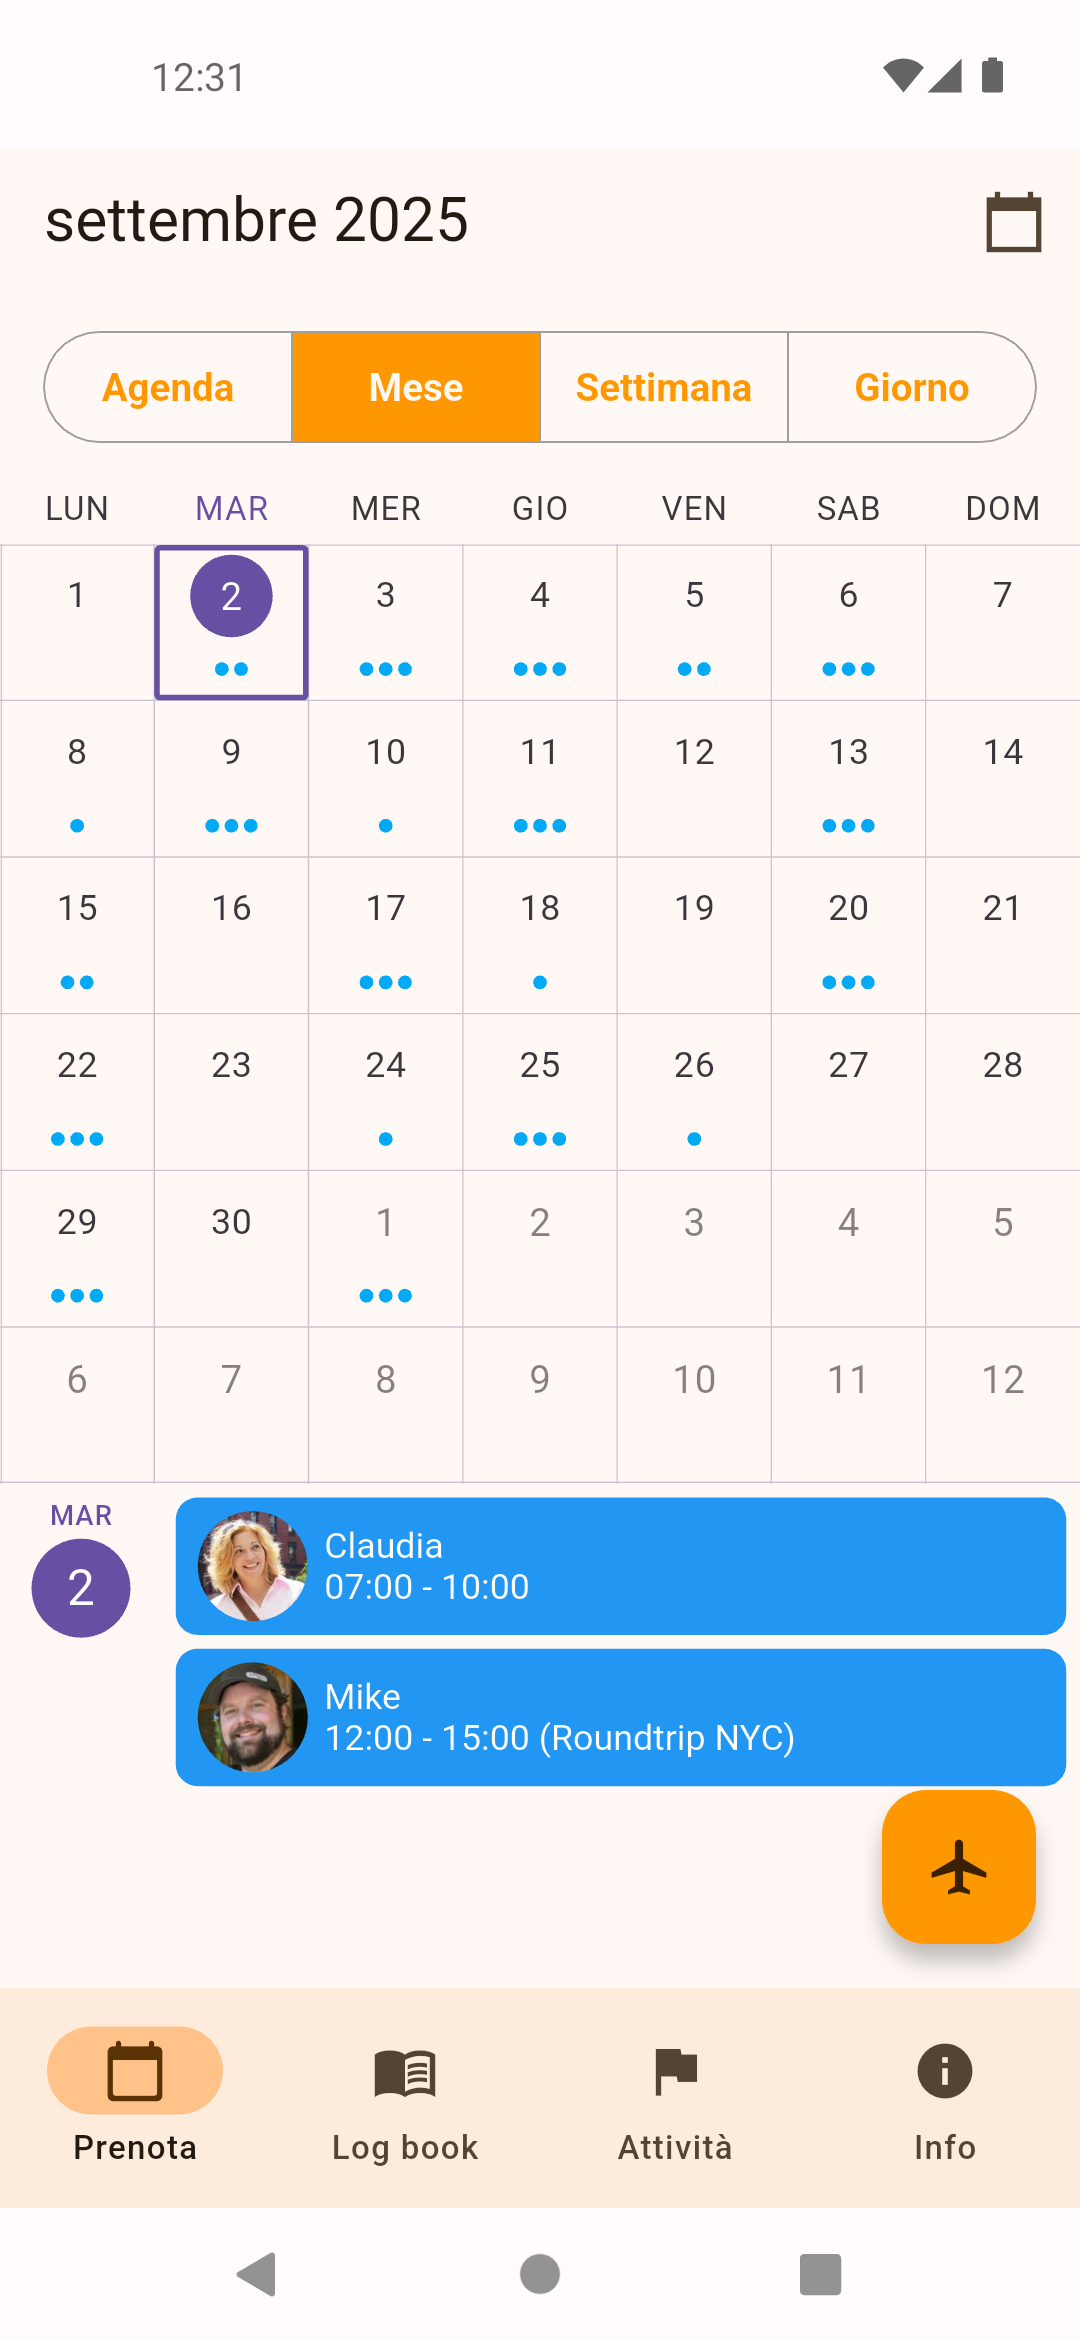 12:31
settembre 2025
Agenda Mese Settimana Giorno
LUN MAR MER GIO VEN SAB DOM
1 2 3 4 5 6 7
8 9 10 11 12 13 14
15 16 17 18 19 20 21
22 23 24 25 26 27 28
29 30 1 2 3 4 5
6 7 8 9 10 11 12
MAR
2
Claudia
07:00 - 10:00
Mike
12:00 - 15:00 (Roundtrip NYC)
Prenota Log book Attività Info